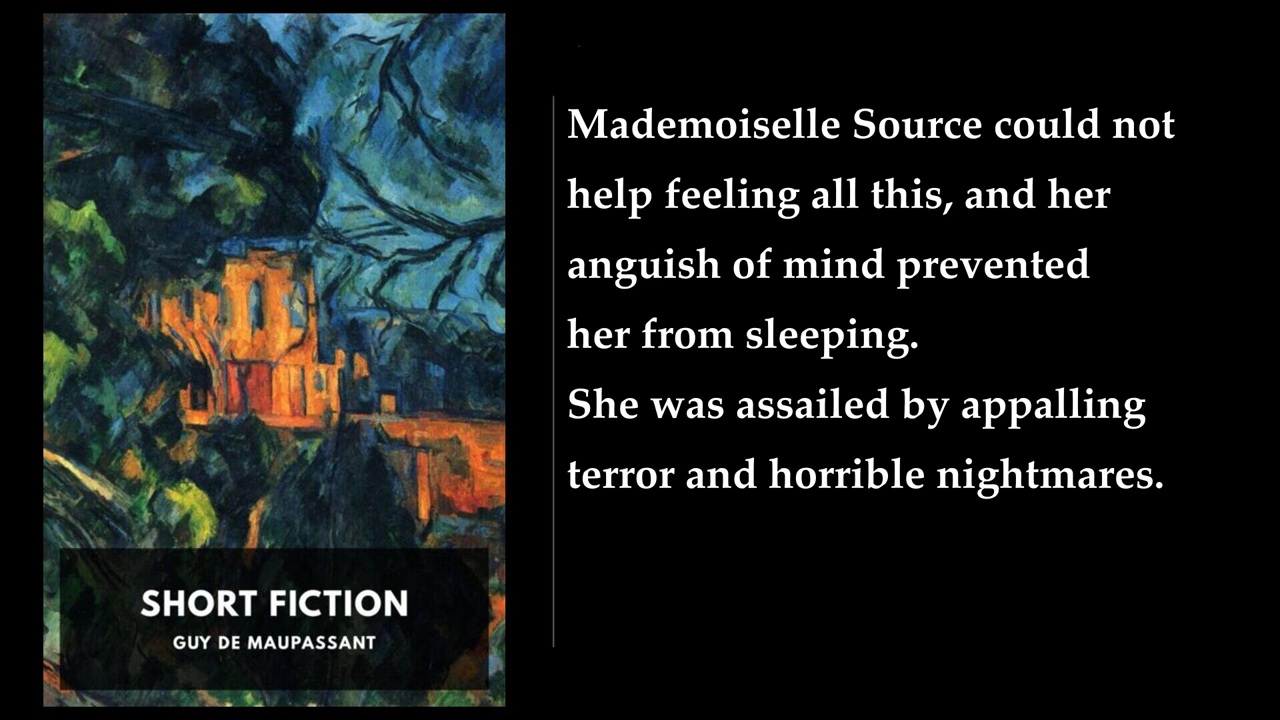 Mademoiselle Source could not
help feeling all this, and her
anguish of mind prevented
her from sleeping.
She was assailed by appalling
terror and horrible nightmares.
SHORT FICTION
GUY DE MAUPASSANT